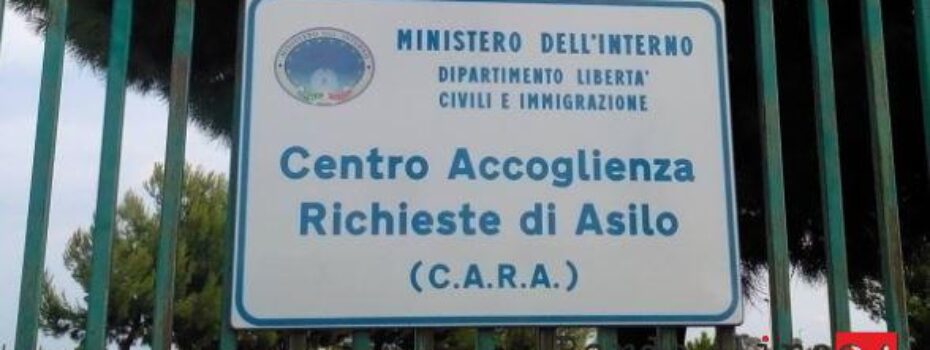 MINISTERO DELL'INTERNO
DIPARTIMENTO LIBERTA'
CIVILI E IMMIGRAZIONE
Centro Accoglienza
Richieste di Asilo
(C.A.R.A.)